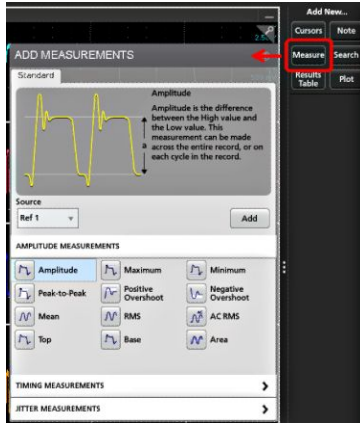 Add New...
Cursors
Note
Measure
Search
Results Table
Plot
ADD MEASUREMENTS
Standard
Amplitude
Amplitude is the difference
between the High value and
the Low value. This
measurement can be made
a across the entire record, or on
each cycle in the record.
Source
Ref 1
Add
AMPLITUDE MEASUREMENTS
Amplitude
Maximum
Minimum
Peak-to-Peak
Positive Overshoot
Negative Overshoot
Mean
RMS
AC RMS
Top
Base
Area
TIMING MEASUREMENTS
JITTER MEASUREMENTS